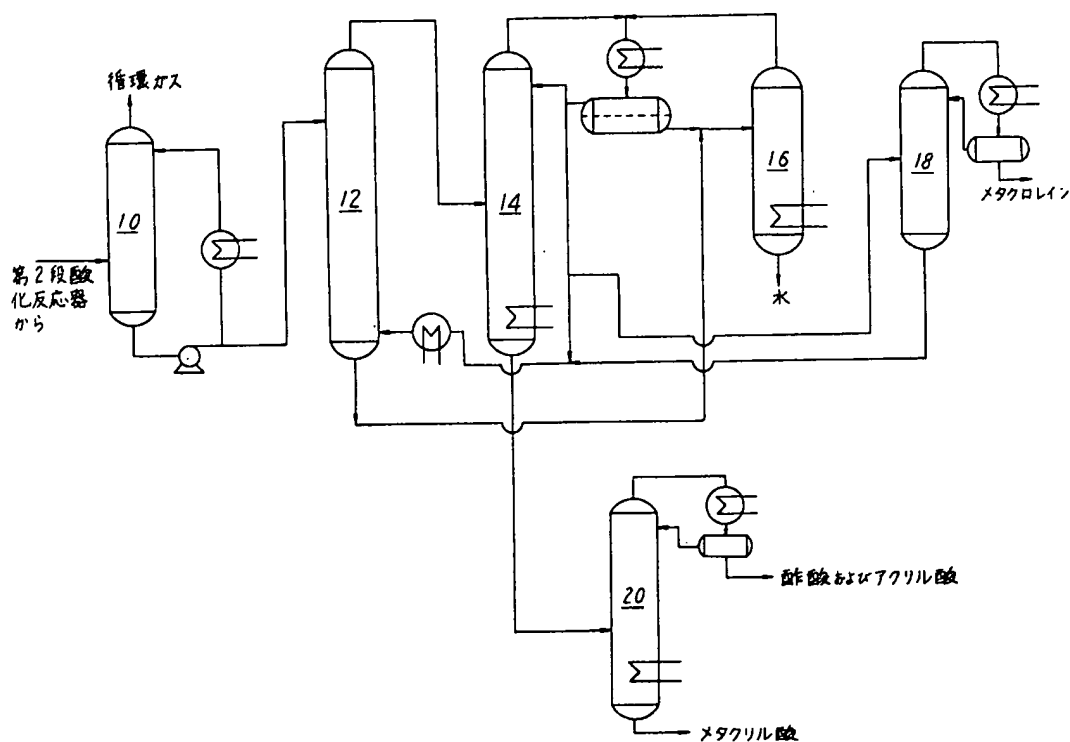 循環ガス
10
第2段酸
化反応器
から
12
14
16
水
18
メタクロレイン
20
酢酸およびアクリル酸
メタクリル酸